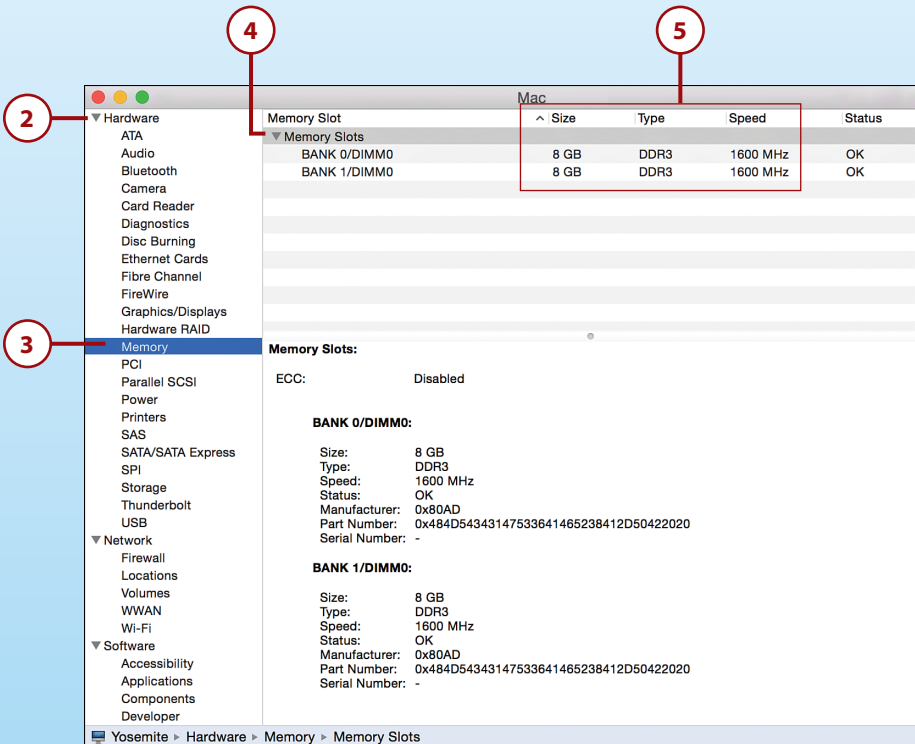 4
5
2
3
Mac
Hardware
ATA
Audio
Bluetooth
Camera
Card Reader
Diagnostics
Disc Burning
Ethernet Cards
Fibre Channel
FireWire
Graphics/Displays
Hardware RAID
Memory
PCI
Parallel SCSI
Power
Printers
SAS
SATA/SATA Express
SPI
Storage
Thunderbolt
USB
Network
Firewall
Locations
Volumes
WWAN
Wi-Fi
Software
Accessibility
Applications
Components
Developer
Memory Slot Size Type Speed Status
Memory Slots
BANK 0/DIMM0 8 GB DDR3 1600 MHz OK
BANK 1/DIMM0 8 GB DDR3 1600 MHz OK
Memory Slots:
ECC: Disabled
BANK 0/DIMM0:
Size: 8 GB
Type: DDR3
Speed: 1600 MHz
Status: OK
Manufacturer: 0x80AD
Part Number: 0x484D54343147533641465238412D50422020
Serial Number: -
BANK 1/DIMM0:
Size: 8 GB
Type: DDR3
Speed: 1600 MHz
Status: OK
Manufacturer: 0x80AD
Part Number: 0x484D54343147533641465238412D50422020
Serial Number: -
Yosemite ▸ Hardware ▸ Memory ▸ Memory Slots